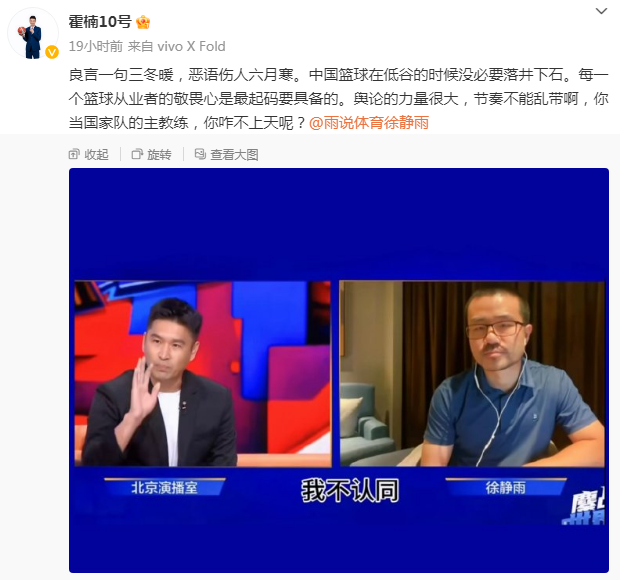 霍楠10号
19小时前 来自 vivo X Fold
良言一句三冬暖，恶语伤人六月寒。中国篮球在低谷的时候没必要落井下石。每一
个篮球从业者的敬畏心是最起码要具备的。舆论的力量很大，节奏不能乱带啊，你
当国家队的主教练，你咋不上天呢？@雨说体育徐静雨
收起 旋转 查看大图
北京演播室
我不认同
徐静雨